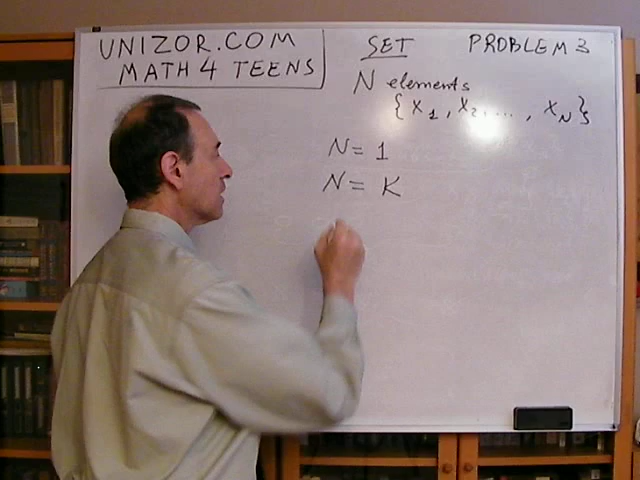 UNIZOR.COM
MATH 4 TEENS
SET PROBLEM 3
N elements
{X1, X2, ..., XN}
N = 1
N = K